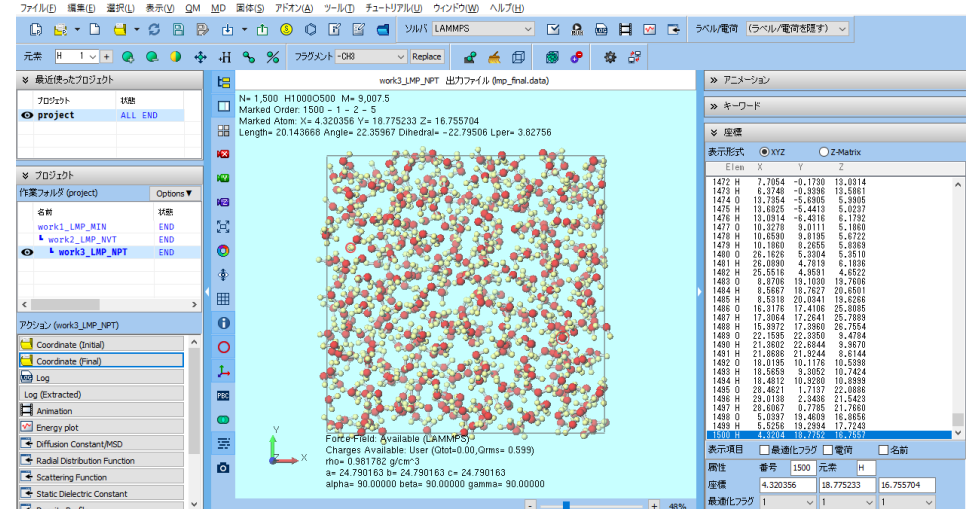 ファイル(F) 編集(E) 選択(L) 表示(V) QM MD 固体(S) アドオン(A) ツール(T) チュートリアル(U) ウィンドウ(W) ヘルプ(H)
ソルバ LAMMPS ラベル/電荷 (ラベル/電荷を隠す)
元素 H 1 フラグメント -CH3 Replace
最近使ったプロジェクト
プロジェクト 状態
project ALL END
プロジェクト
作業フォルダ (project) Options▼
名前 状態
work1_LMP_MIN END
work2_LMP_NVT END
work3_LMP_NPT END
アクション (work3_LMP_NPT)
Coordinate (Initial)
Coordinate (Final)
Log
Log (Extracted)
Animation
Energy plot
Diffusion Constant/MSD
Radial Distribution Function
Scattering Function
Static Dielectric Constant
work3_LMP_NPT 出力ファイル (lmp_final.data)
N= 1,500 H1000O500 M= 9,007.5
Marked Order: 1500 - 1 - 2 - 5
Marked Atom: X= 4.320356 Y= 18.775233 Z= 16.755704
Length= 20.143668 Angle= 22.35967 Dihedral= -22.79506 Lper= 3.82756
Y
X
Z
Force Field: Available (LAMMPS)
Charges Available: User (Qtot=0.00,Qrms= 0.599)
rho= 0.981782 g/cm^3
a= 24.790163 b= 24.790163 c= 24.790163
alpha= 90.00000 beta= 90.00000 gamma= 90.00000
- + 48%
アニメーション
キーワード
座標
表示形式 XYZ Z-Matrix
Elem X Y Z
1472 H 7.7054 -0.1730 13.0314
1473 H 6.3748 -0.9396 13.5861
1474 O 13.7354 -5.6905 5.9905
1475 H 13.6825 -5.4413 5.0237
1476 H 13.0914 -6.4316 6.1792
1477 O 10.3278 9.0111 5.1860
1478 H 10.6590 9.8195 5.6722
1479 H 10.1860 8.2655 5.8369
1480 O 26.1626 5.3304 5.3510
1481 H 26.0890 4.7819 6.1836
1482 H 25.5516 4.9591 4.6522
1483 O 8.8706 19.1030 19.7606
1484 H 8.5667 18.7627 20.6501
1485 H 8.5318 20.0341 19.6266
1486 O 16.3176 17.4106 25.8085
1487 H 17.3064 17.2641 25.7889
1488 H 15.9972 17.3960 26.7554
1489 O 22.1595 22.3350 9.4784
1490 H 21.3602 22.6844 9.9670
1491 H 21.8686 21.9244 8.6144
1492 O 18.0195 10.1176 10.5398
1493 H 18.5659 9.3052 10.7424
1494 H 18.4812 10.9280 10.8999
1495 O 28.4621 1.7137 22.0886
1496 H 29.0138 2.3436 21.5423
1497 H 28.6067 0.7785 21.7660
1498 O 5.0397 19.4609 16.8656
1499 H 5.5256 19.2994 17.7243
1500 H 4.3204 18.7752 16.7557
表示項目 最適化フラグ 電荷 名前
属性 番号 1500 元素 H
座標 4.320356 18.775233 16.755704
最適化フラグ 1 1 1